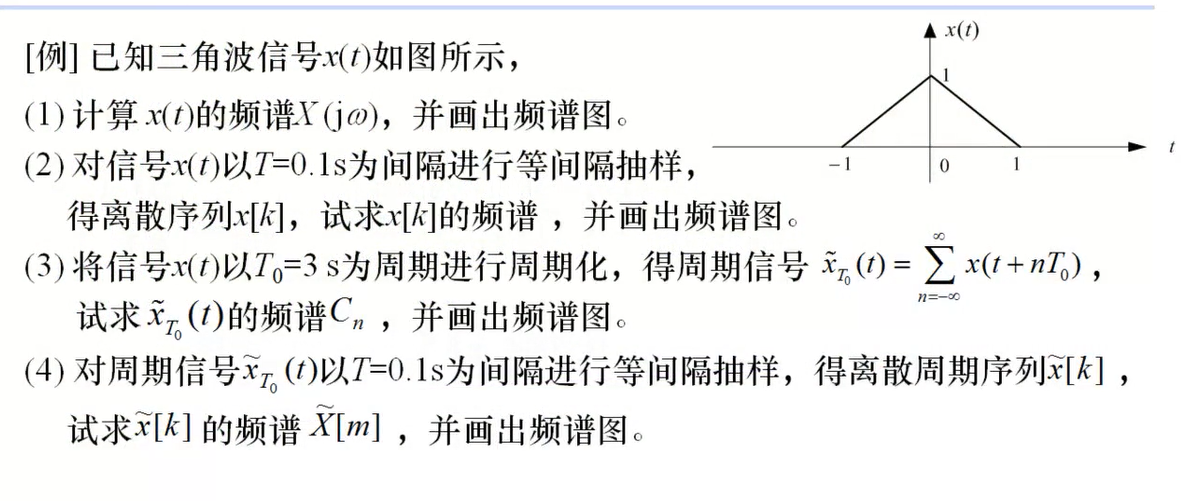 [例] 已知三角波信号x(t)如图所示，
(1) 计算 x(t)的频谱X (jω)，并画出频谱图。
(2) 对信号x(t)以T=0.1s为间隔进行等间隔抽样，
得离散序列x[k]，试求x[k]的频谱 ，并画出频谱图。
(3) 将信号x(t)以T₀=3 s为周期进行周期化，得周期信号 x̃_{T₀}(t) = ∑_{n=-∞}^{∞} x(t + nT₀) ，
试求 x̃_{T₀}(t)的频谱 Cₙ ，并画出频谱图。
(4) 对周期信号x̃_{T₀}(t)以T=0.1s为间隔进行等间隔抽样，得离散周期序列x̃[k] ，
试求x̃[k] 的频谱 X̃[m] ，并画出频谱图。
x(t)
1
t
−1 0 1